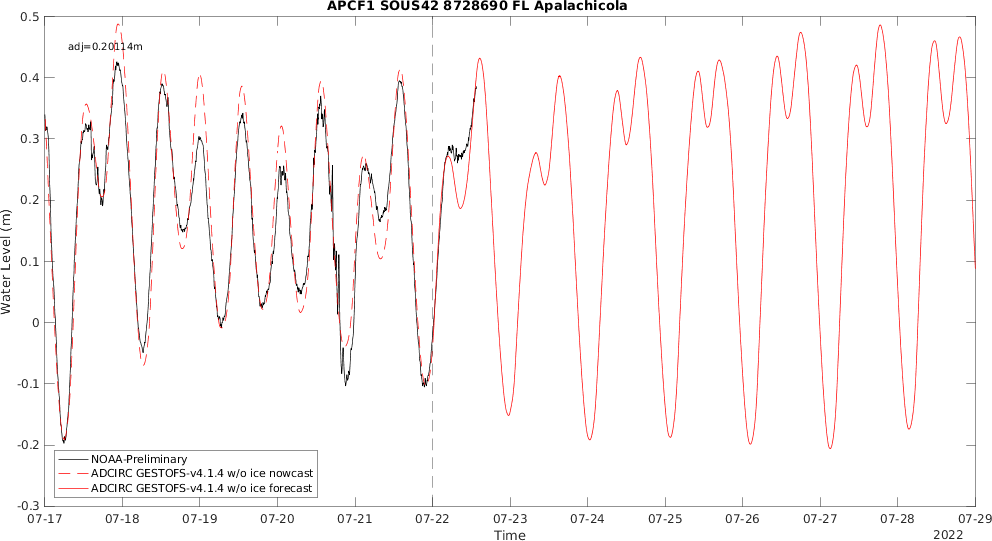 APCF1 SOUS42 8728690 FL Apalachicola
adj=0.20114m
0.5
0.4
0.3
0.2
0.1
0
-0.1
-0.2
-0.3
Water Level (m)
NOAA-Preliminary
ADCIRC GESTOFS-v4.1.4 w/o ice nowcast
ADCIRC GESTOFS-v4.1.4 w/o ice forecast
07-17 07-18 07-19 07-20 07-21 07-22 07-23 07-24 07-25 07-26 07-27 07-28 07-29
Time
2022